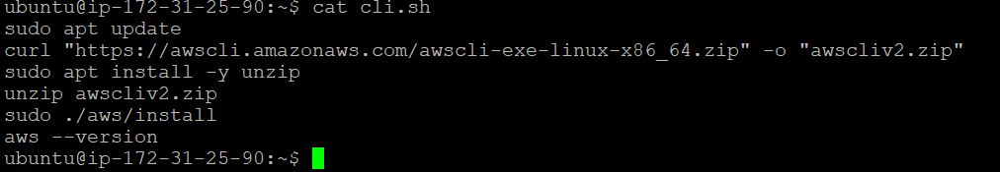 ubuntu@ip-172-31-25-90:~$ cat cli.sh
sudo apt update
curl "https://awscli.amazonaws.com/awscli-exe-linux-x86_64.zip" -o "awscliv2.zip"
sudo apt install -y unzip
unzip awscliv2.zip
sudo ./aws/install
aws --version
ubuntu@ip-172-31-25-90:~$